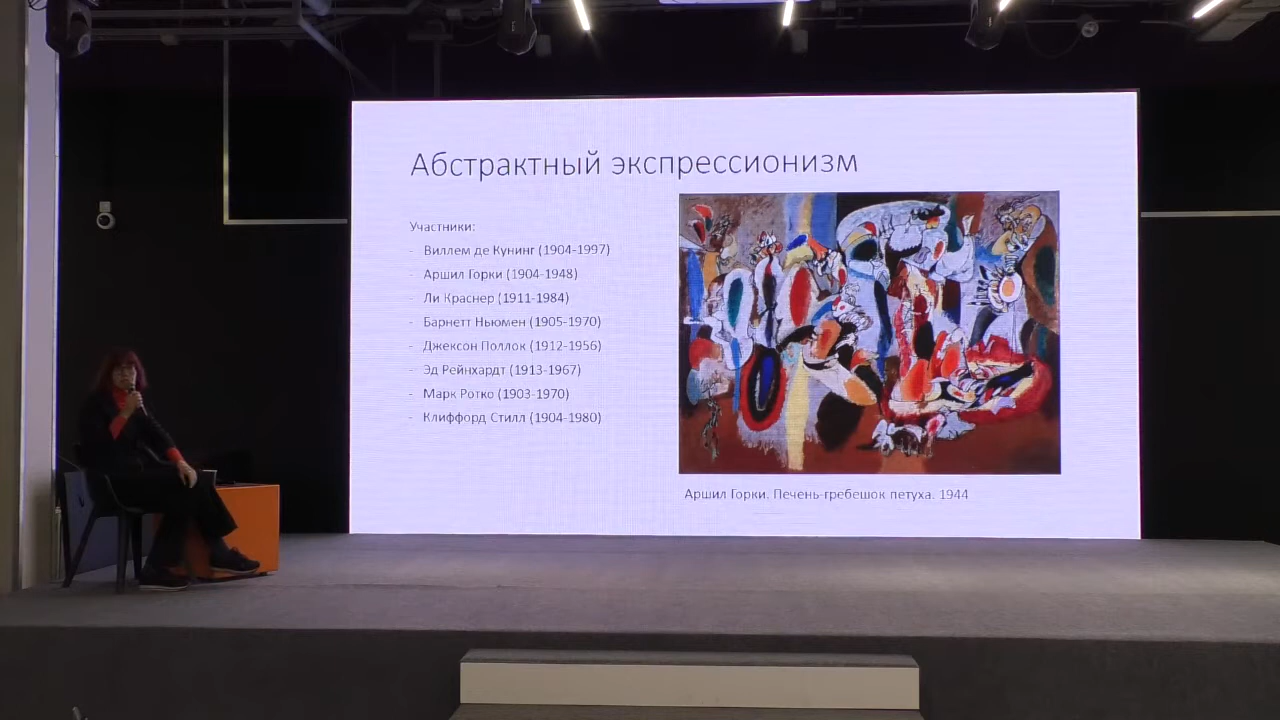 Абстрактный экспрессионизм
Участники:
- Виллем де Кунинг (1904-1997)
- Аршил Горки (1904-1948)
- Ли Краснер (1911-1984)
- Барнетт Ньюмен (1905-1970)
- Джексон Поллок (1912-1956)
- Эд Рейнхардт (1913-1967)
- Марк Ротко (1903-1970)
- Клиффорд Стилл (1904-1980)
Аршил Горки. Печень-гребешок петуха. 1944